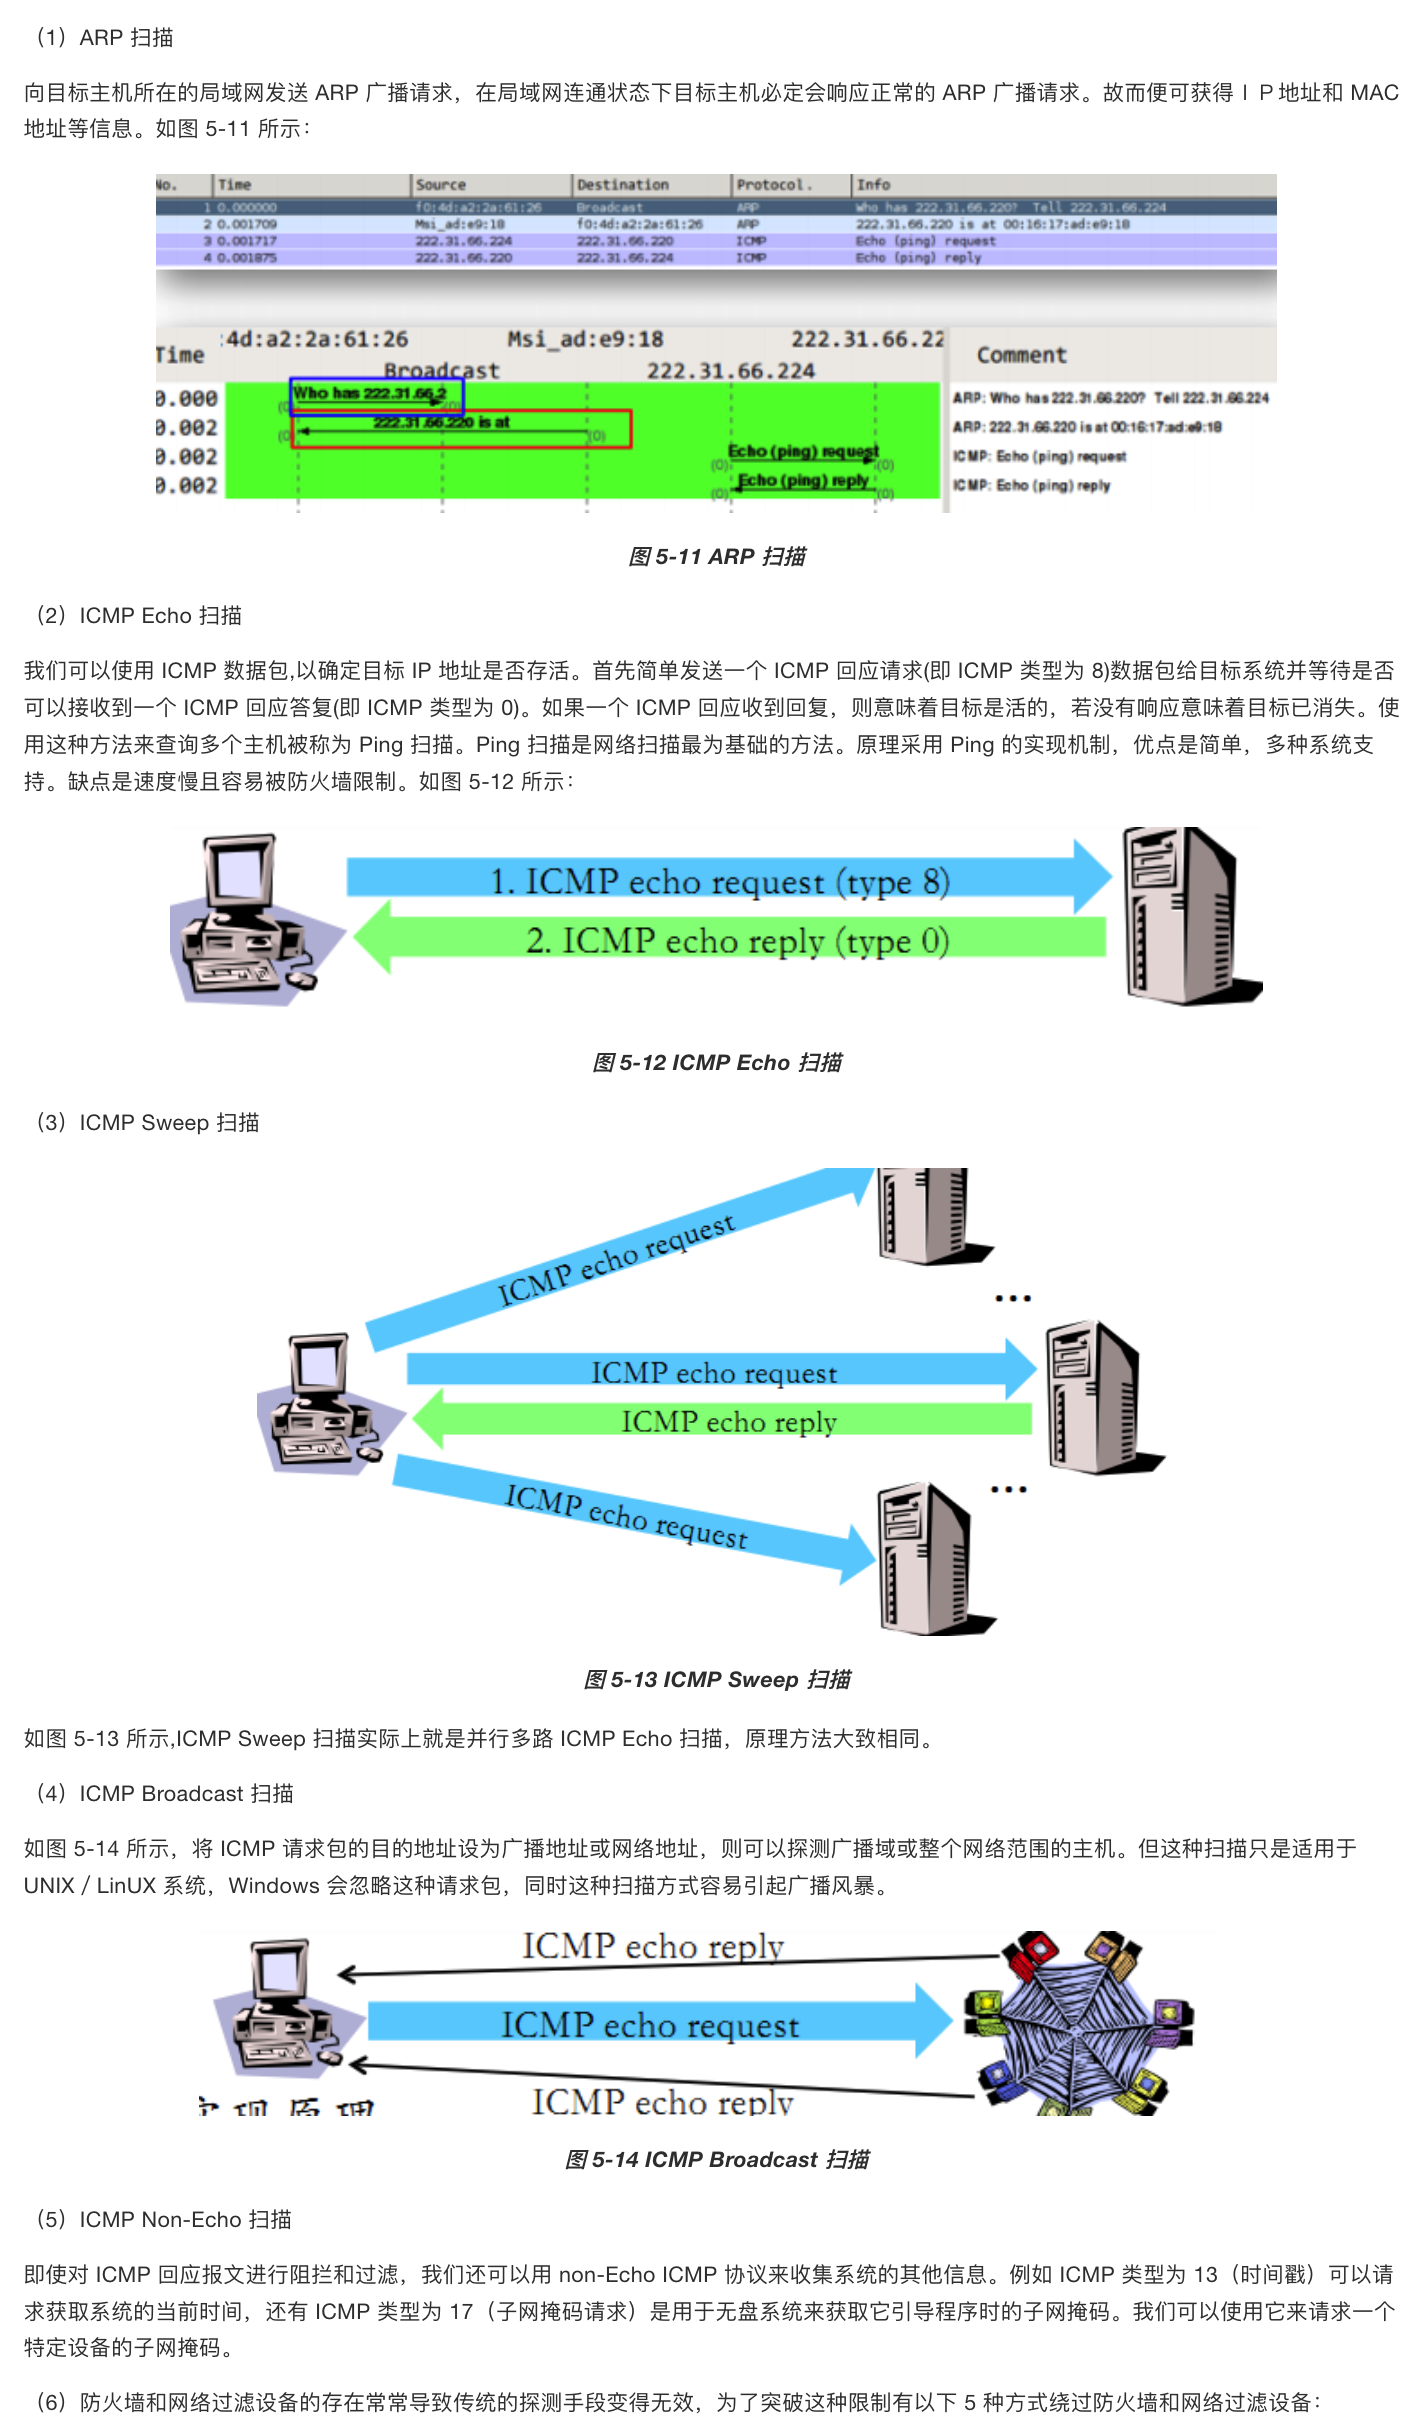 （1）ARP 扫描
向目标主机所在的局域网发送 ARP 广播请求，在局域网连通状态下目标主机必定会响应正常的 ARP 广播请求。故而便可获得ＩＰ地址和 MAC
地址等信息。如图 5-11 所示：
No. Time Source Destination Protocol. Info
1 0.000000 f0:4d:a2:2a:61:26 Broadcast ARP Who has 222.31.66.220? Tell 222.31.66.224
2 0.001709 Msi_ad:e9:18 f0:4d:a2:2a:61:26 ARP 222.31.66.220 is at 00:16:17:ad:e9:18
3 0.001717 222.31.66.224 222.31.66.220 ICMP Echo (ping) request
4 0.001875 222.31.66.220 222.31.66.224 ICMP Echo (ping) reply
:4d:a2:2a:61:26 Msi_ad:e9:18 222.31.66.22
Time Broadcast 222.31.66.224 Comment
0.000 Who has 222.31.66.2 (0) (0) ARP: Who has 222.31.66.220? Tell 222.31.66.224
0.002 222.31.66.220 is at (0) (0) ARP: 222.31.66.220 is at 00:16:17:ad:e9:18
0.002 Echo (ping) request (0) (0) ICMP: Echo (ping) request
0.002 Echo (ping) reply (0) (0) ICMP: Echo (ping) reply
图 5-11 ARP 扫描
（2）ICMP Echo 扫描
我们可以使用 ICMP 数据包,以确定目标 IP 地址是否存活。首先简单发送一个 ICMP 回应请求(即 ICMP 类型为 8)数据包给目标系统并等待是否
可以接收到一个 ICMP 回应答复(即 ICMP 类型为 0)。如果一个 ICMP 回应收到回复，则意味着目标是活的，若没有响应意味着目标已消失。使
用这种方法来查询多个主机被称为 Ping 扫描。Ping 扫描是网络扫描最为基础的方法。原理采用 Ping 的实现机制，优点是简单，多种系统支
持。缺点是速度慢且容易被防火墙限制。如图 5-12 所示：
1. ICMP echo request (type 8)
2. ICMP echo reply (type 0)
图 5-12 ICMP Echo 扫描
（3）ICMP Sweep 扫描
ICMP echo request
...
ICMP echo request
ICMP echo reply
...
ICMP echo request
图 5-13 ICMP Sweep 扫描
如图 5-13 所示,ICMP Sweep 扫描实际上就是并行多路 ICMP Echo 扫描，原理方法大致相同。
（4）ICMP Broadcast 扫描
如图 5-14 所示，将 ICMP 请求包的目的地址设为广播地址或网络地址，则可以探测广播域或整个网络范围的主机。但这种扫描只是适用于
UNIX／LinUX 系统，Windows 会忽略这种请求包，同时这种扫描方式容易引起广播风暴。
ICMP echo reply
ICMP echo request
ICMP echo reply
实现原理
图 5-14 ICMP Broadcast 扫描
（5）ICMP Non-Echo 扫描
即使对 ICMP 回应报文进行阻拦和过滤，我们还可以用 non-Echo ICMP 协议来收集系统的其他信息。例如 ICMP 类型为 13（时间戳）可以请
求获取系统的当前时间，还有 ICMP 类型为 17（子网掩码请求）是用于无盘系统来获取它引导程序时的子网掩码。我们可以使用它来请求一个
特定设备的子网掩码。
（6）防火墙和网络过滤设备的存在常常导致传统的探测手段变得无效，为了突破这种限制有以下 5 种方式绕过防火墙和网络过滤设备：